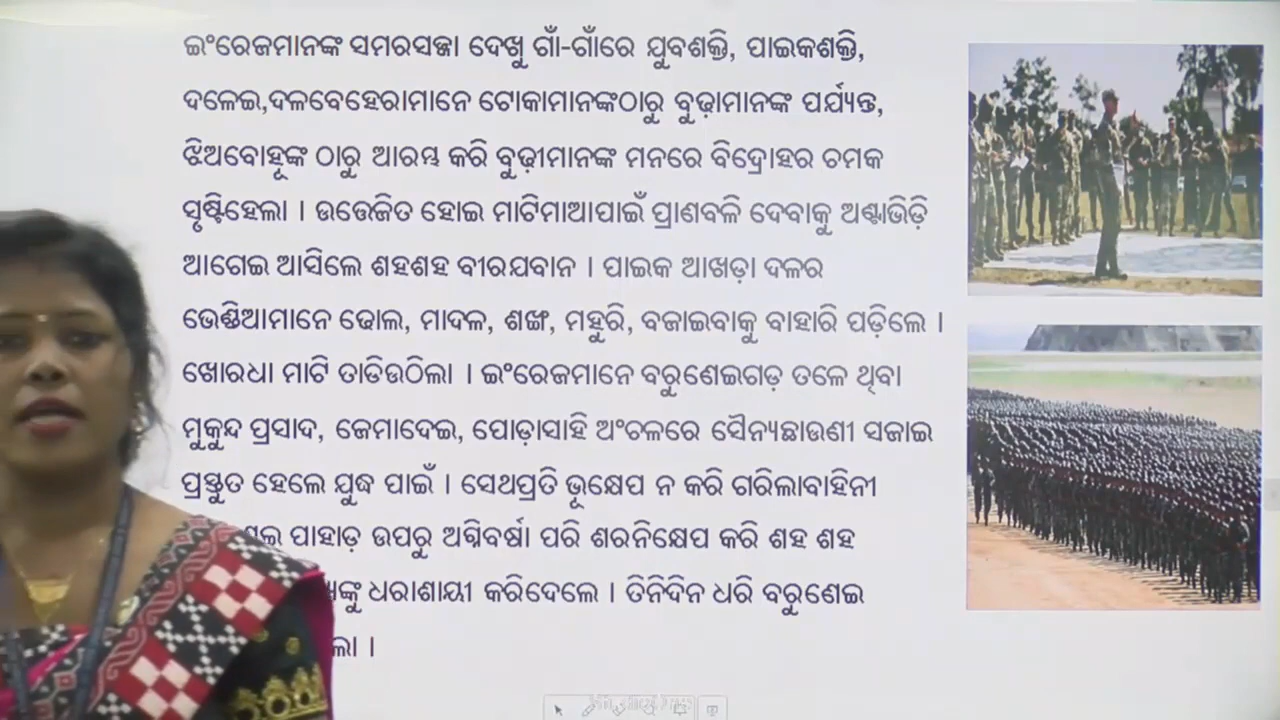 ଇଂରେଜମାନଙ୍କ ସମରସଜ୍ଜା ଦେଖୁ ଗାଁ-ଗାଁରେ ଯୁବଶକ୍ତି, ପାଇକଶକ୍ତି,
ଦଳେଇ,ଦଳବେହେରାମାନେ ଟୋକାମାନଙ୍କଠାରୁ ବୁଢ଼ାମାନଙ୍କ ପର୍ଯ୍ୟନ୍ତ,
ଝିଅବୋହୂଙ୍କ ଠାରୁ ଆରମ୍ଭ କରି ବୁଢ଼ୀମାନଙ୍କ ମନରେ ବିଦ୍ରୋହର ଚମକ
ସୃଷ୍ଟିହେଲା । ଉତ୍ତେଜିତ ହୋଇ ମାଟିମାଆପାଇଁ ପ୍ରାଣବଳି ଦେବାକୁ ଅଣ୍ଟାଭିଡ଼ି
ଆଗେଇ ଆସିଲେ ଶହଶହ ବୀରଯବାନ । ପାଇକ ଆଖଡ଼ା ଦଳର
ଭେଣ୍ଡିଆମାନେ ଢୋଲ, ମାଦଳ, ଶଙ୍ଖ, ମହୁରି, ବଜାଇବାକୁ ବାହାରି ପଡ଼ିଲେ ।
ଖୋରଧା ମାଟି ତାତିଉଠିଲା । ଇଂରେଜମାନେ ବରୁଣେଇଗଡ଼ ତଳେ ଥିବା
ମୁକୁନ୍ଦ ପ୍ରସାଦ, ଜେମାଦେଇ, ପୋଡ଼ାସାହି ଅଂଚଳରେ ସୈନ୍ୟଛାଉଣୀ ସଜାଇ
ପ୍ରସ୍ତୁତ ହେଲେ ଯୁଦ୍ଧ ପାଇଁ । ସେଥିପ୍ରତି ଭ୍ରୂକ୍ଷେପ ନ କରି ଗରିଲାବାହିନୀ
ପାହାଡ଼ ଉପରୁ ଅଗ୍ନିବର୍ଷା ପରି ଶରନିକ୍ଷେପ କରି ଶହ ଶହ
ଧରାଶାୟୀ କରିଦେଲେ । ତିନିଦିନ ଧରି ବରୁଣେଇ
ଲା ।